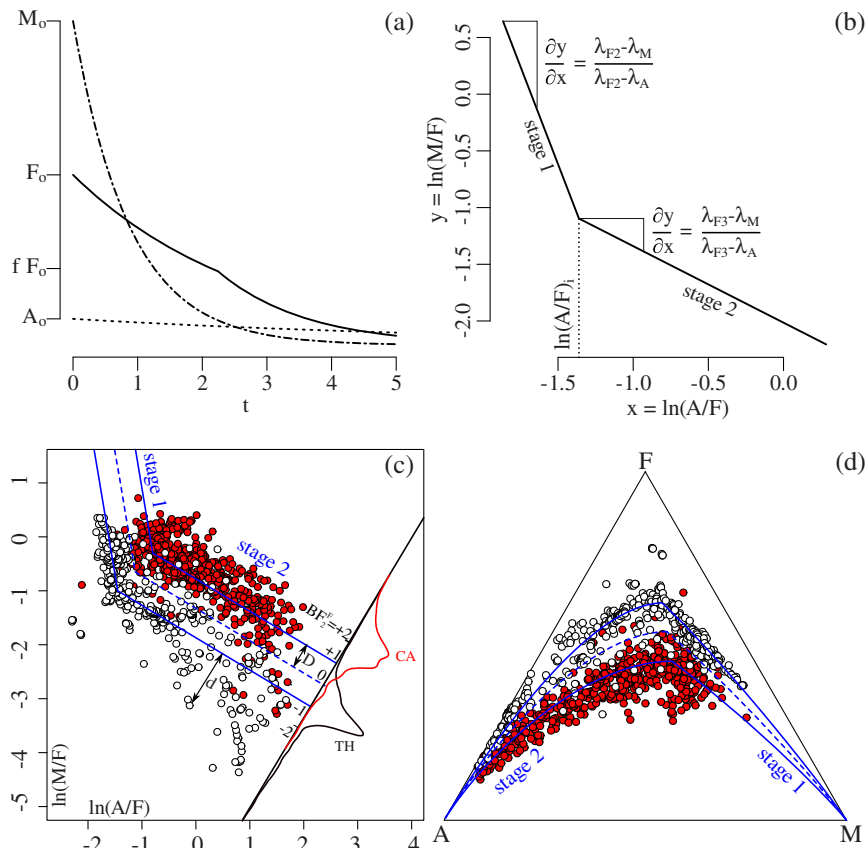 (a)
Mo
Fo
f Fo
Ao
0 1 2 3 4 5
t
(b)
0.5
0.0
-0.5
-1.0
-1.5
-2.0
y = ln(M/F)
∂y/∂x = (λF2-λM)/(λF2-λA)
stage 1
∂y/∂x = (λF3-λM)/(λF3-λA)
stage 2
ln(A/F)i
-1.5 -1.0 -0.5 0.0
x = ln(A/F)
(c)
1
0
-1
-2
-3
-4
-5
ln(M/F)
ln(A/F)
-2 -1 0 1 2 3 4
stage 1
stage 2
+2
+1
D
0
-1
-2
d
CA
TH
(d)
F
A
M
stage 2
stage 1